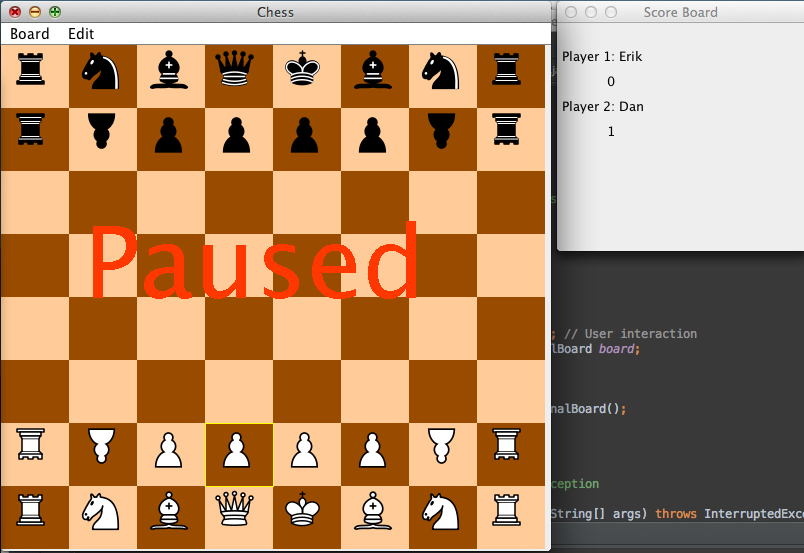 Chess
Board Edit
Paused
Score Board
Player 1: Erik
0
Player 2: Dan
1
; // User interaction
lBoard board;
nalBoard();
ception
String[] args) throws InterruptedExce